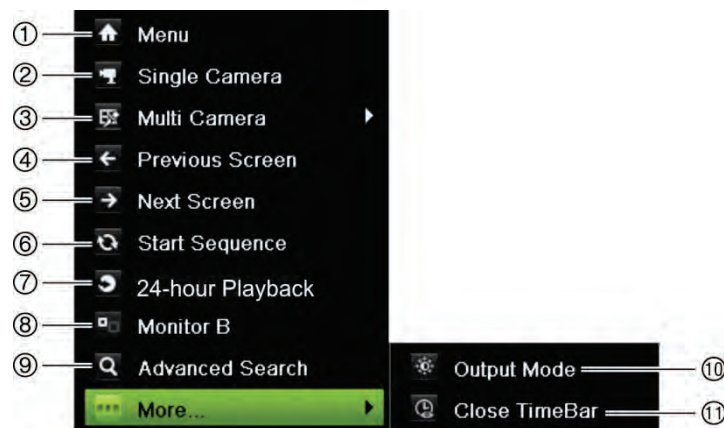 ① Menu
② Single Camera
③ Multi Camera
④ Previous Screen
⑤ Next Screen
⑥ Start Sequence
⑦ 24-hour Playback
⑧ Monitor B
⑨ Advanced Search
Output Mode ⑩
More...
Close TimeBar ⑪